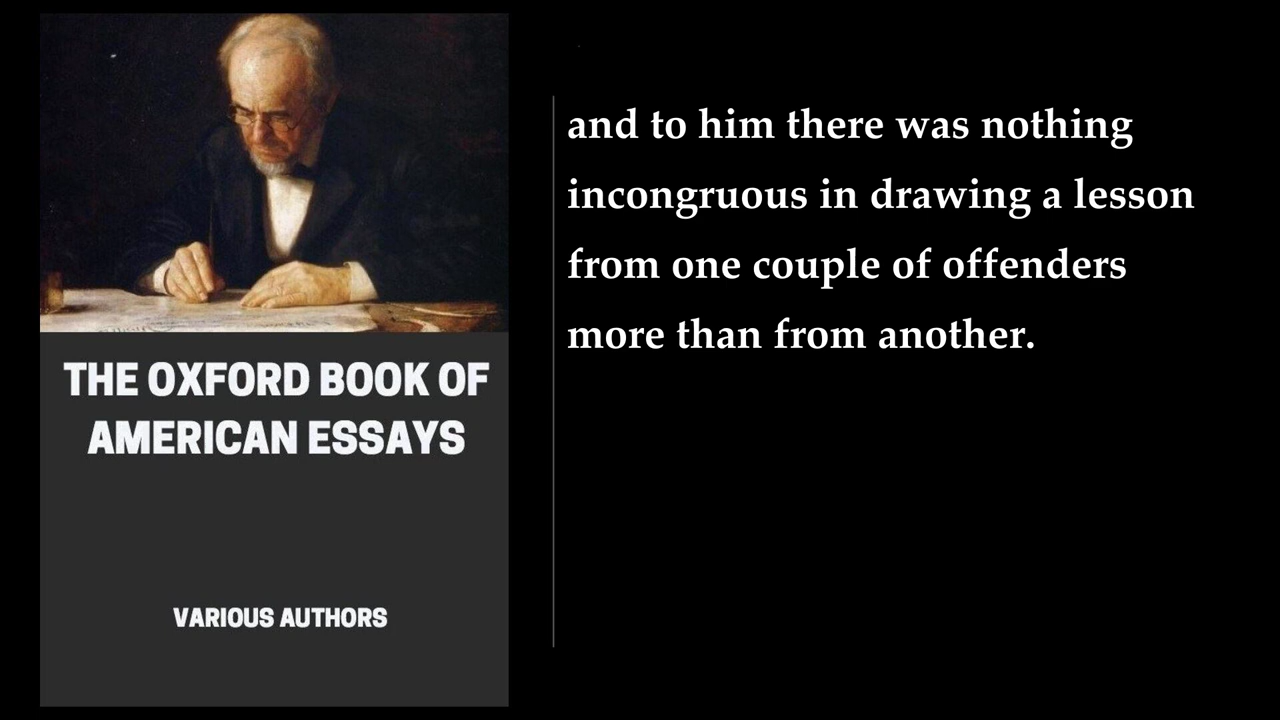 THE OXFORD BOOK OF
AMERICAN ESSAYS
VARIOUS AUTHORS
and to him there was nothing
incongruous in drawing a lesson
from one couple of offenders
more than from another.